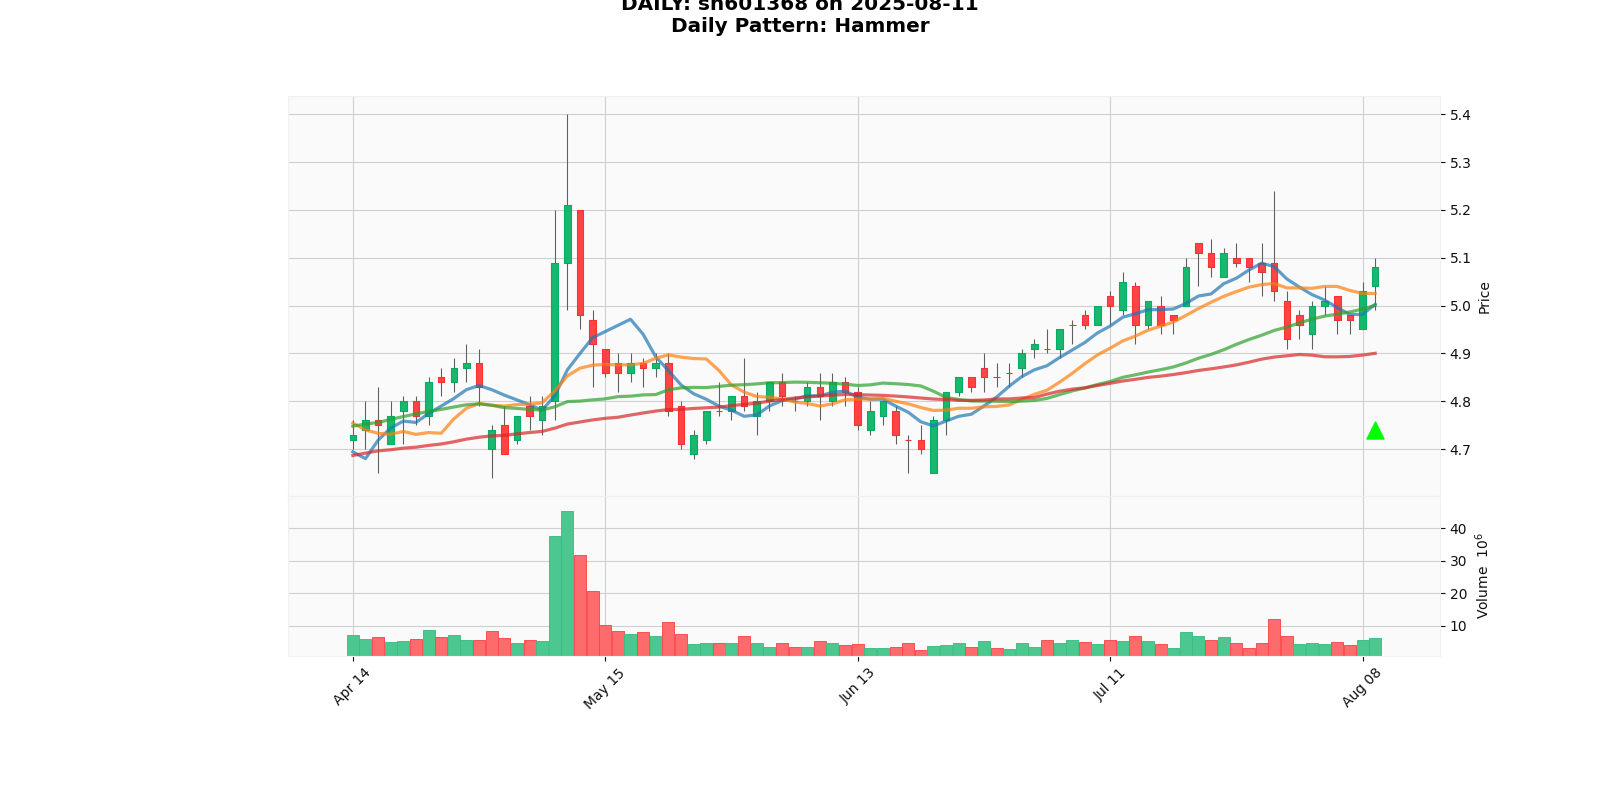 DAILY: sh601368 on 2025-08-11
Daily Pattern: Hammer
5.4
5.3
5.2
5.1
5.0
4.9
4.8
4.7
Price
40
30
20
10
Volume 10⁶
Apr 14
May 15
Jun 13
Jul 11
Aug 08